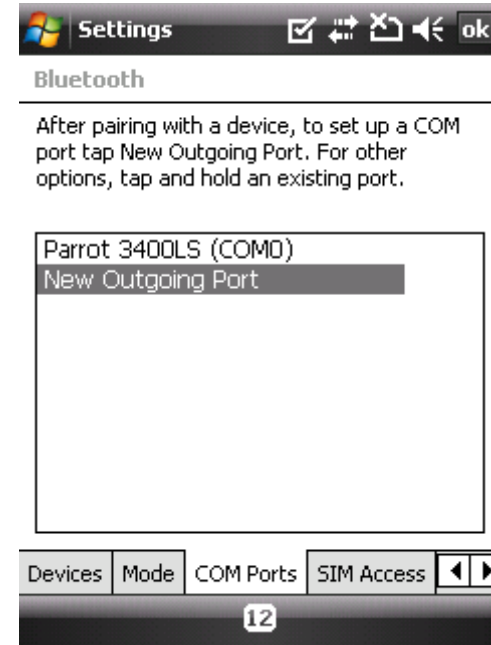 Settings
ok
Bluetooth
After pairing with a device, to set up a COM
port tap New Outgoing Port. For other
options, tap and hold an existing port.
Parrot 3400LS (COM0)
New Outgoing Port
Devices Mode COM Ports SIM Access
12